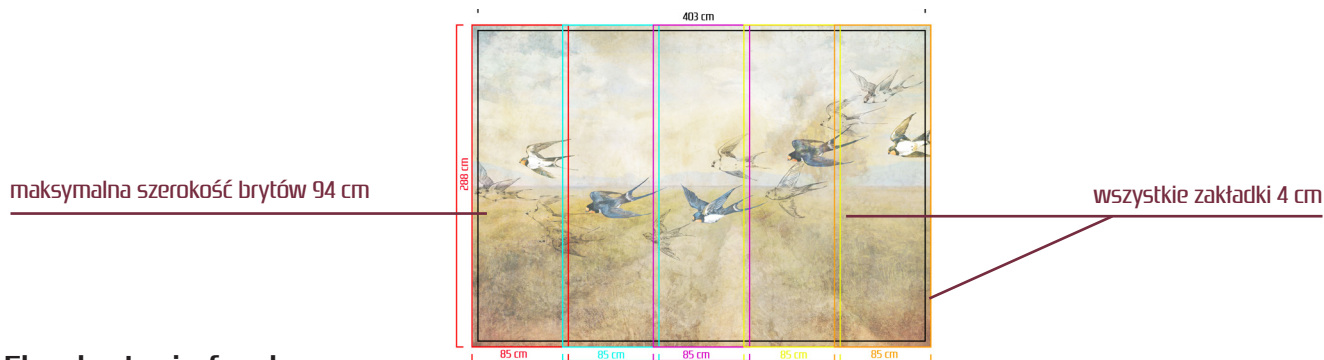 403 cm
288 cm
maksymalna szerokość brytów 94 cm
wszystkie zakładki 4 cm
85 cm 85 cm 85 cm 85 cm 85 cm